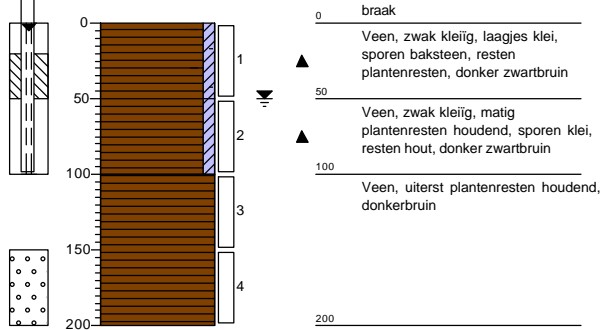 0
50
100
150
200
1
2
3
4
0
braak
Veen, zwak kleiïg, laagjes klei,
sporen baksteen, resten
plantenresten, donker zwartbruin
50
Veen, zwak kleiïg, matig
plantenresten houdend, sporen klei,
resten hout, donker zwartbruin
100
Veen, uiterst plantenresten houdend,
donkerbruin
200